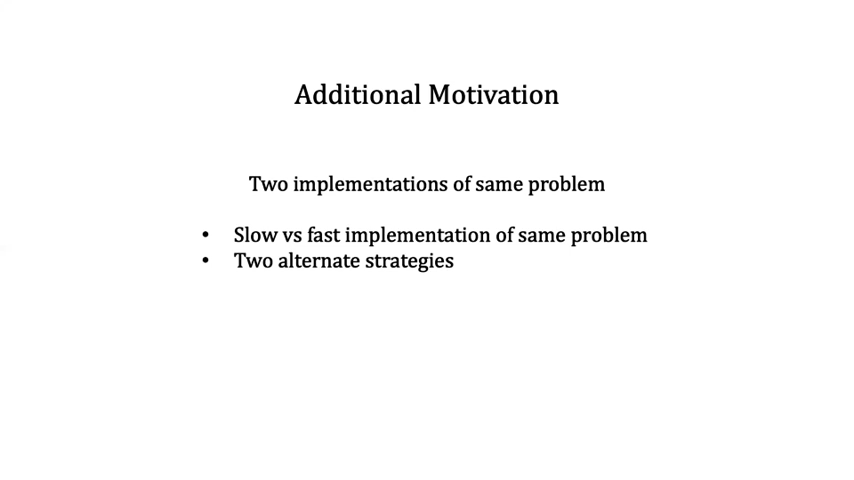 Additional Motivation
Two implementations of same problem
• Slow vs fast implementation of same problem
• Two alternate strategies